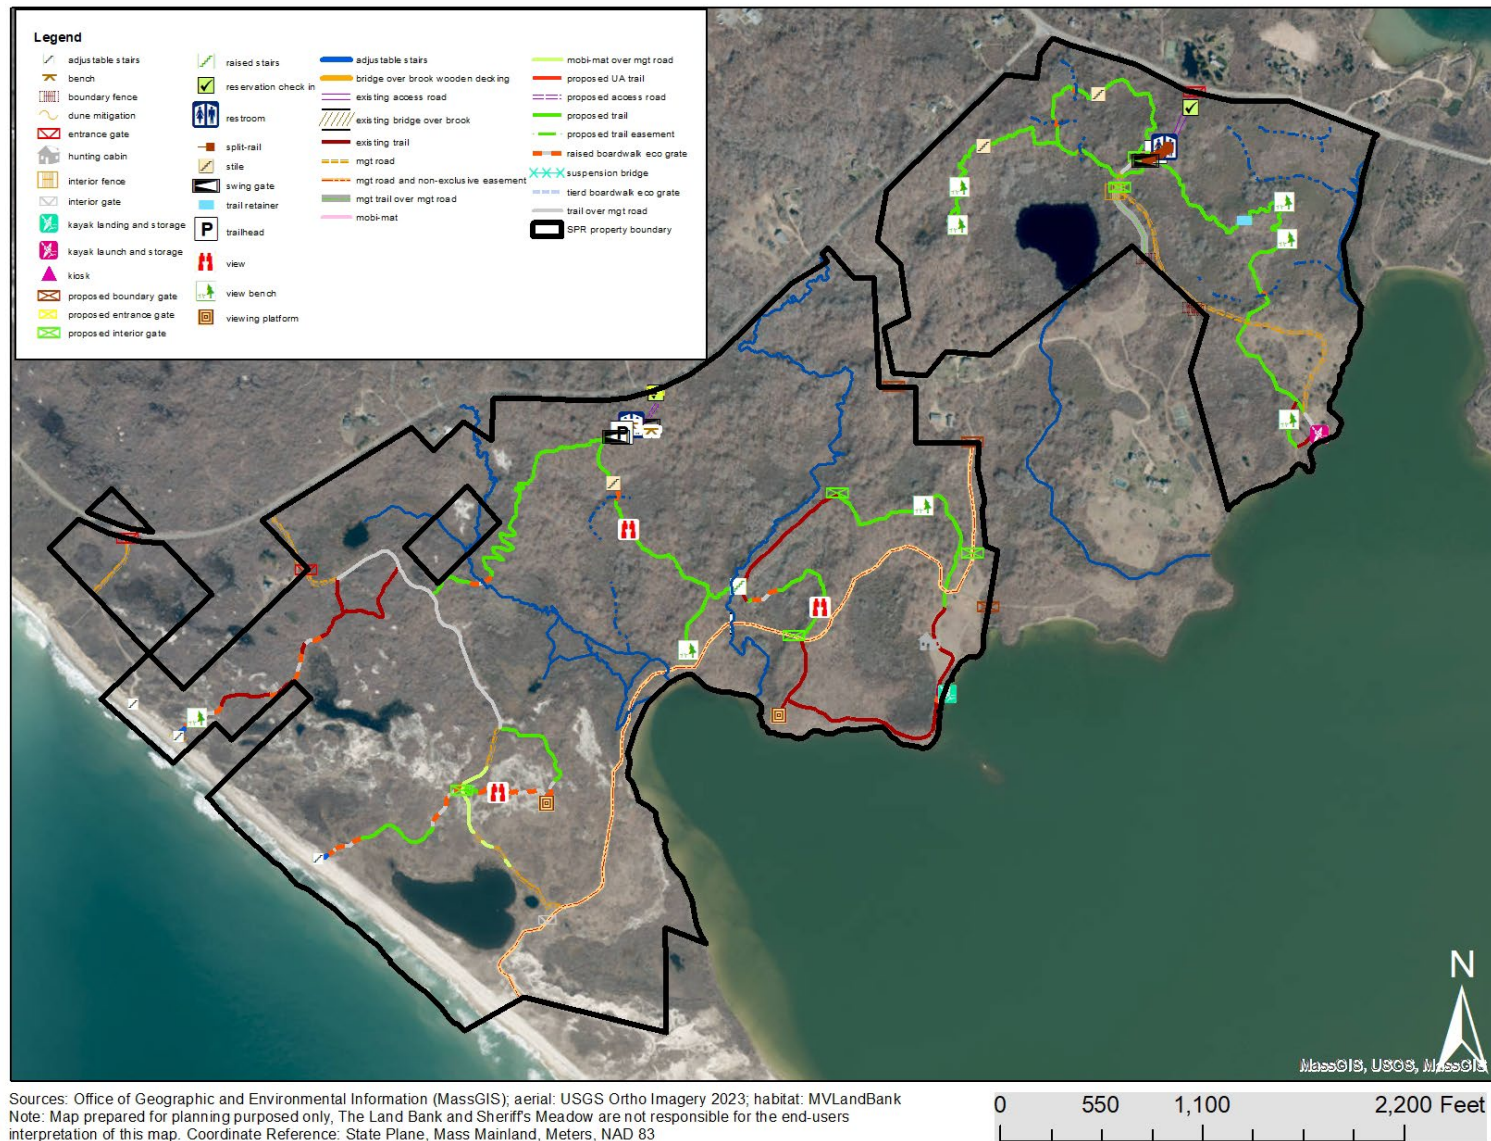 Legend
adjustable stairs
bench
boundary fence
dune mitigation
entrance gate
hunting cabin
interior fence
interior gate
kayak landing and storage
kayak launch and storage
kiosk
proposed boundary gate
proposed entrance gate
proposed interior gate
raised stairs
reservation check in
restroom
split-rail
stile
swing gate
trail retainer
P trailhead
view
view bench
viewing platform
adjustable stairs
bridge over brook wooden decking
existing access road
existing bridge over brook
existing trail
mgt road
mgt road and non-exclusive easement
mgt trail over mgt road
mobi-mat
mobi-mat over mgt road
proposed UA trail
proposed access road
proposed trail
proposed trail easement
raised boardwalk eco grate
suspension bridge
tierd boardwalk eco grate
trail over mgt road
SPR property boundary
P
N
MassGIS, USGS, MassGIS
Sources: Office of Geographic and Environmental Information (MassGIS); aerial: USGS Ortho Imagery 2023; habitat: MVLandBank
Note: Map prepared for planning purposed only, The Land Bank and Sheriff's Meadow are not responsible for the end-users
interpretation of this map. Coordinate Reference: State Plane, Mass Mainland, Meters, NAD 83
0 550 1,100 2,200 Feet